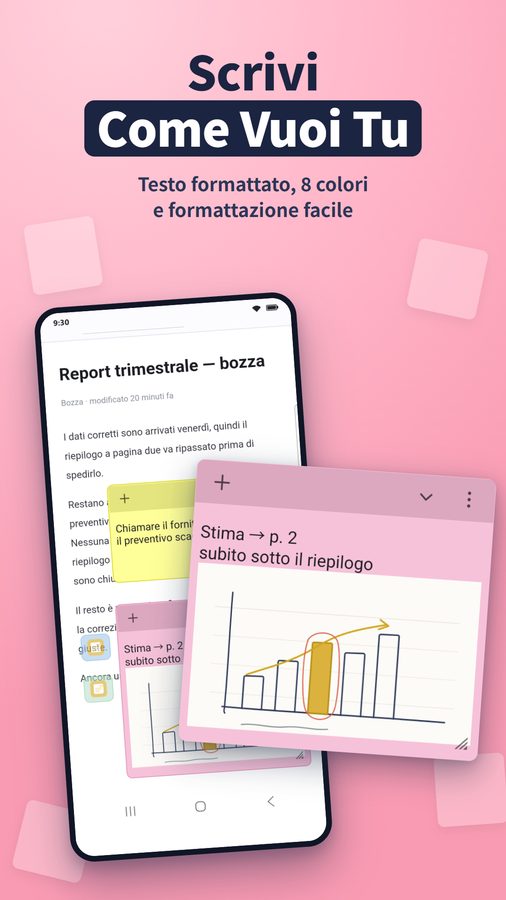 Scrivi
Come Vuoi Tu
Testo formattato, 8 colori
e formattazione facile
9:30
Report trimestrale — bozza
Bozza · modificato 20 minuti fa
I dati corretti sono arrivati venerdì, quindi il
riepilogo a pagina due va ripassato prima di
spedirlo.
Restano
preventiv
Nessuna
riepilogo
sono chiu
Chiamare il fornit
il preventivo sca
Il resto è
la correzi
giuste.
Ancora u
Stima → p. 2
subito sotto
Stima → p. 2
subito sotto il riepilogo